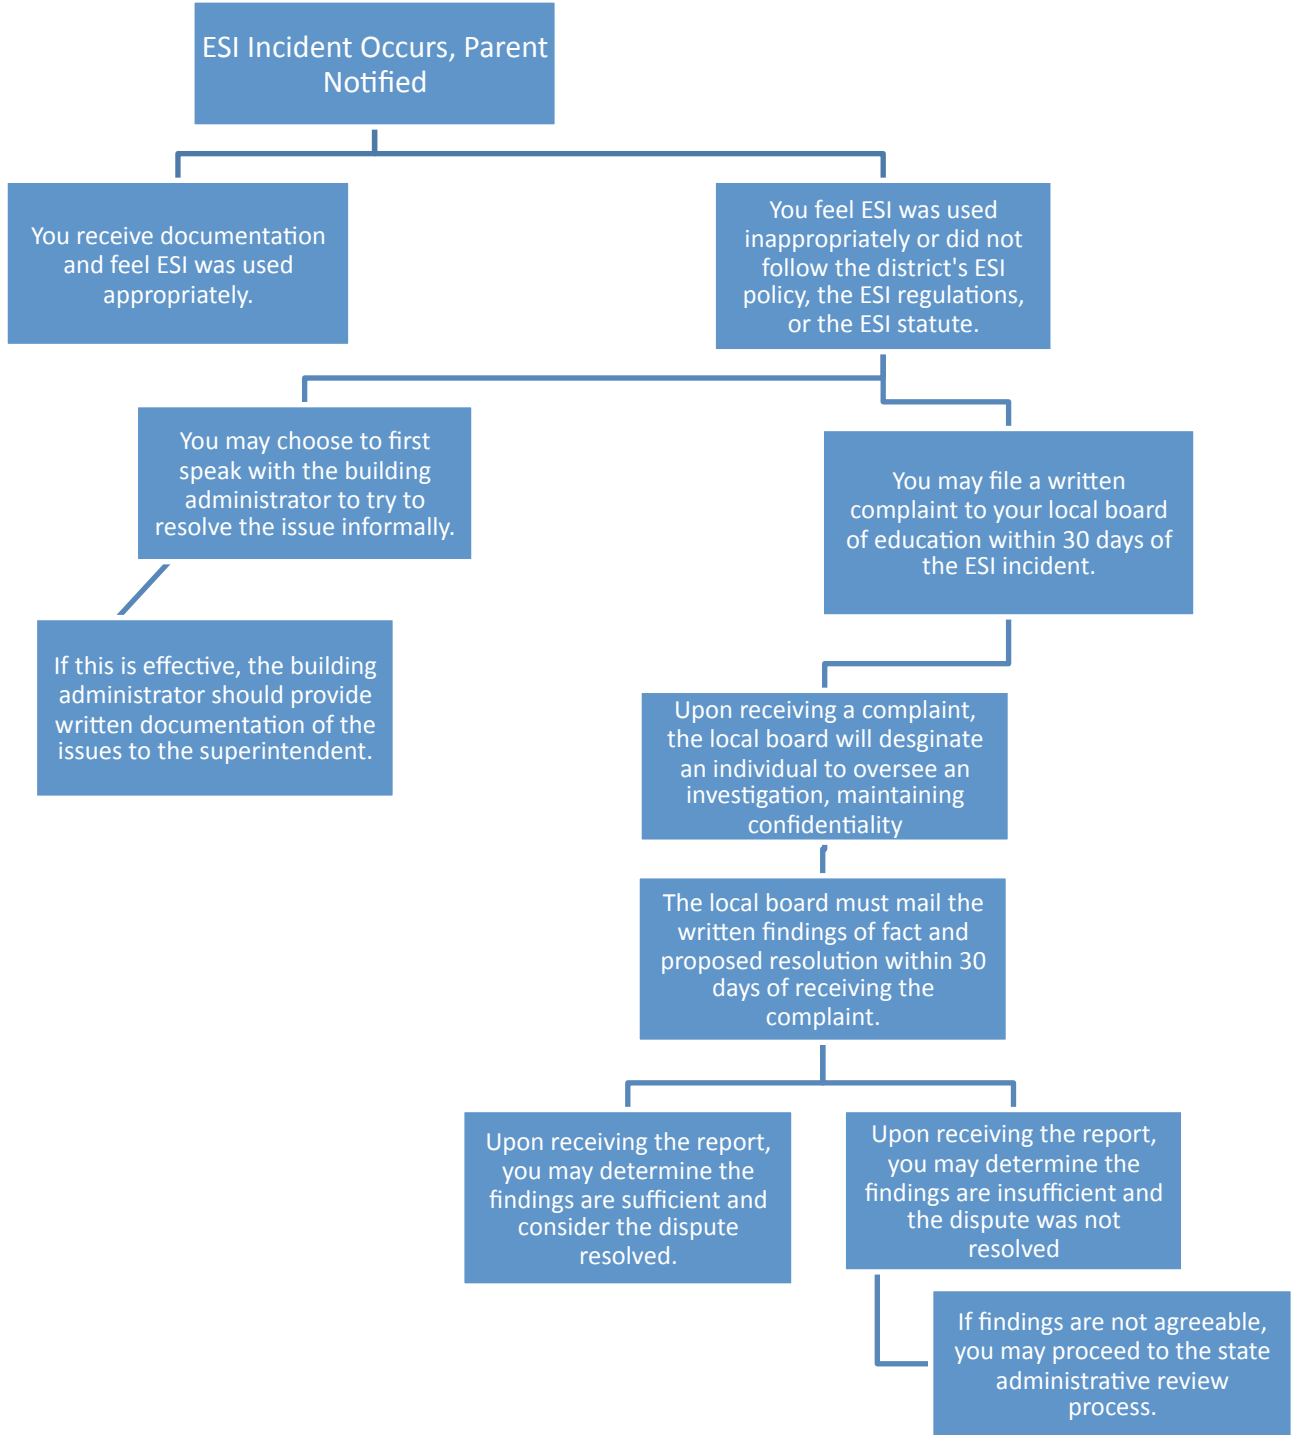 ESI Incident Occurs, Parent
Notified
You receive documentation
and feel ESI was used
appropriately.
You feel ESI was used
inappropriately or did not
follow the district's ESI
policy, the ESI regulations,
or the ESI statute.
You may choose to first
speak with the building
administrator to try to
resolve the issue informally.
You may file a written
complaint to your local board
of education within 30 days of
the ESI incident.
If this is effective, the building
administrator should provide
written documentation of the
issues to the superintendent.
Upon receiving a complaint,
the local board will desginate
an individual to oversee an
investigation, maintaining
confidentiality
The local board must mail the
written findings of fact and
proposed resolution within 30
days of receiving the
complaint.
Upon receiving the report,
you may determine the
findings are sufficient and
consider the dispute
resolved.
Upon receiving the report,
you may determine the
findings are insufficient and
the dispute was not
resolved
If findings are not agreeable,
you may proceed to the state
administrative review
process.